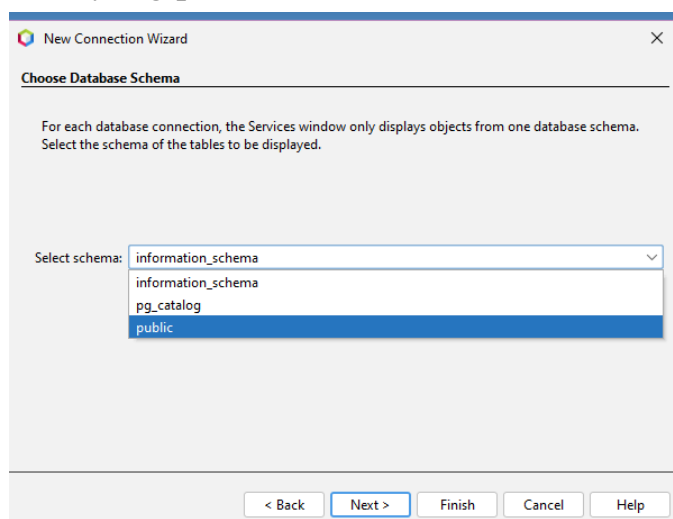 New Connection Wizard
Choose Database Schema
For each database connection, the Services window only displays objects from one database schema.
Select the schema of the tables to be displayed.
Select schema: information_schema
information_schema
pg_catalog
public
< Back Next > Finish Cancel Help